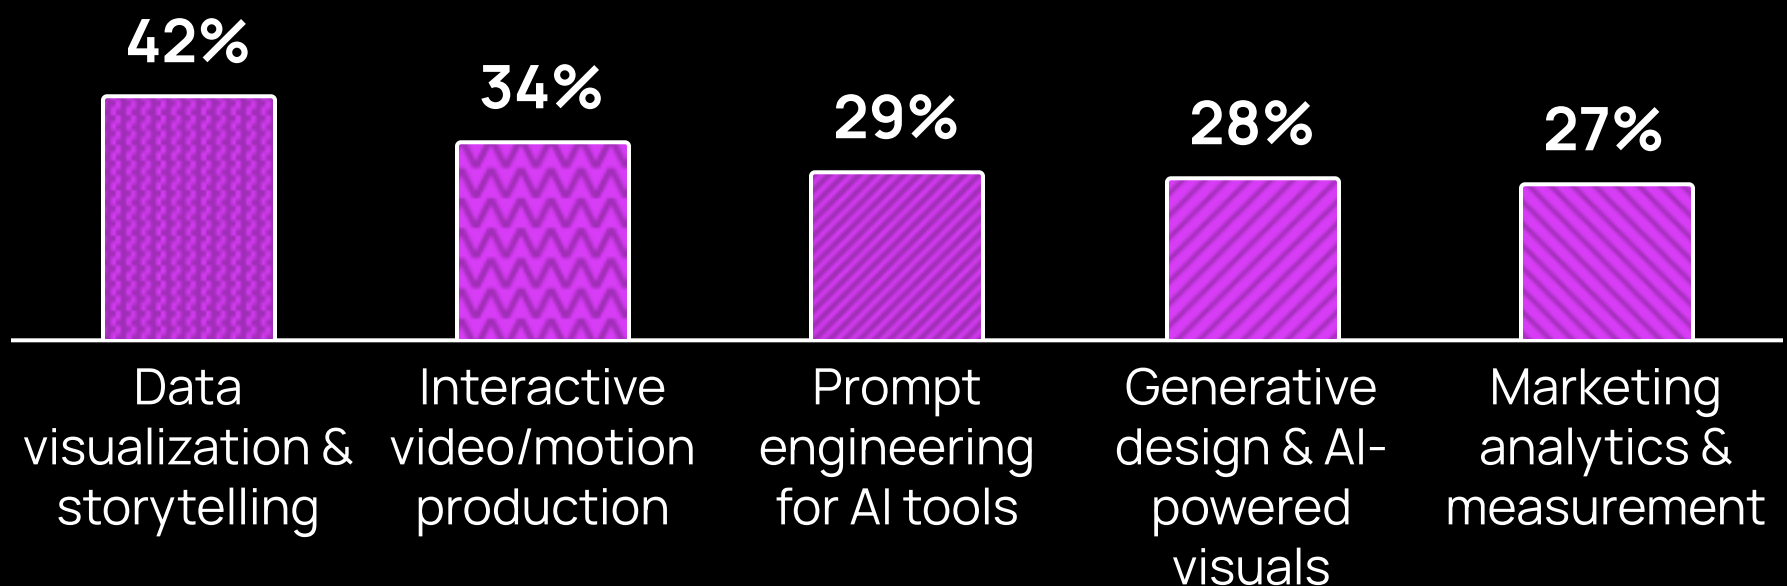 42%
34%
29%
28%
27%
Data
visualization &
storytelling
Interactive
video/motion
production
Prompt
engineering
for AI tools
Generative
design & AI-
powered
visuals
Marketing
analytics &
measurement